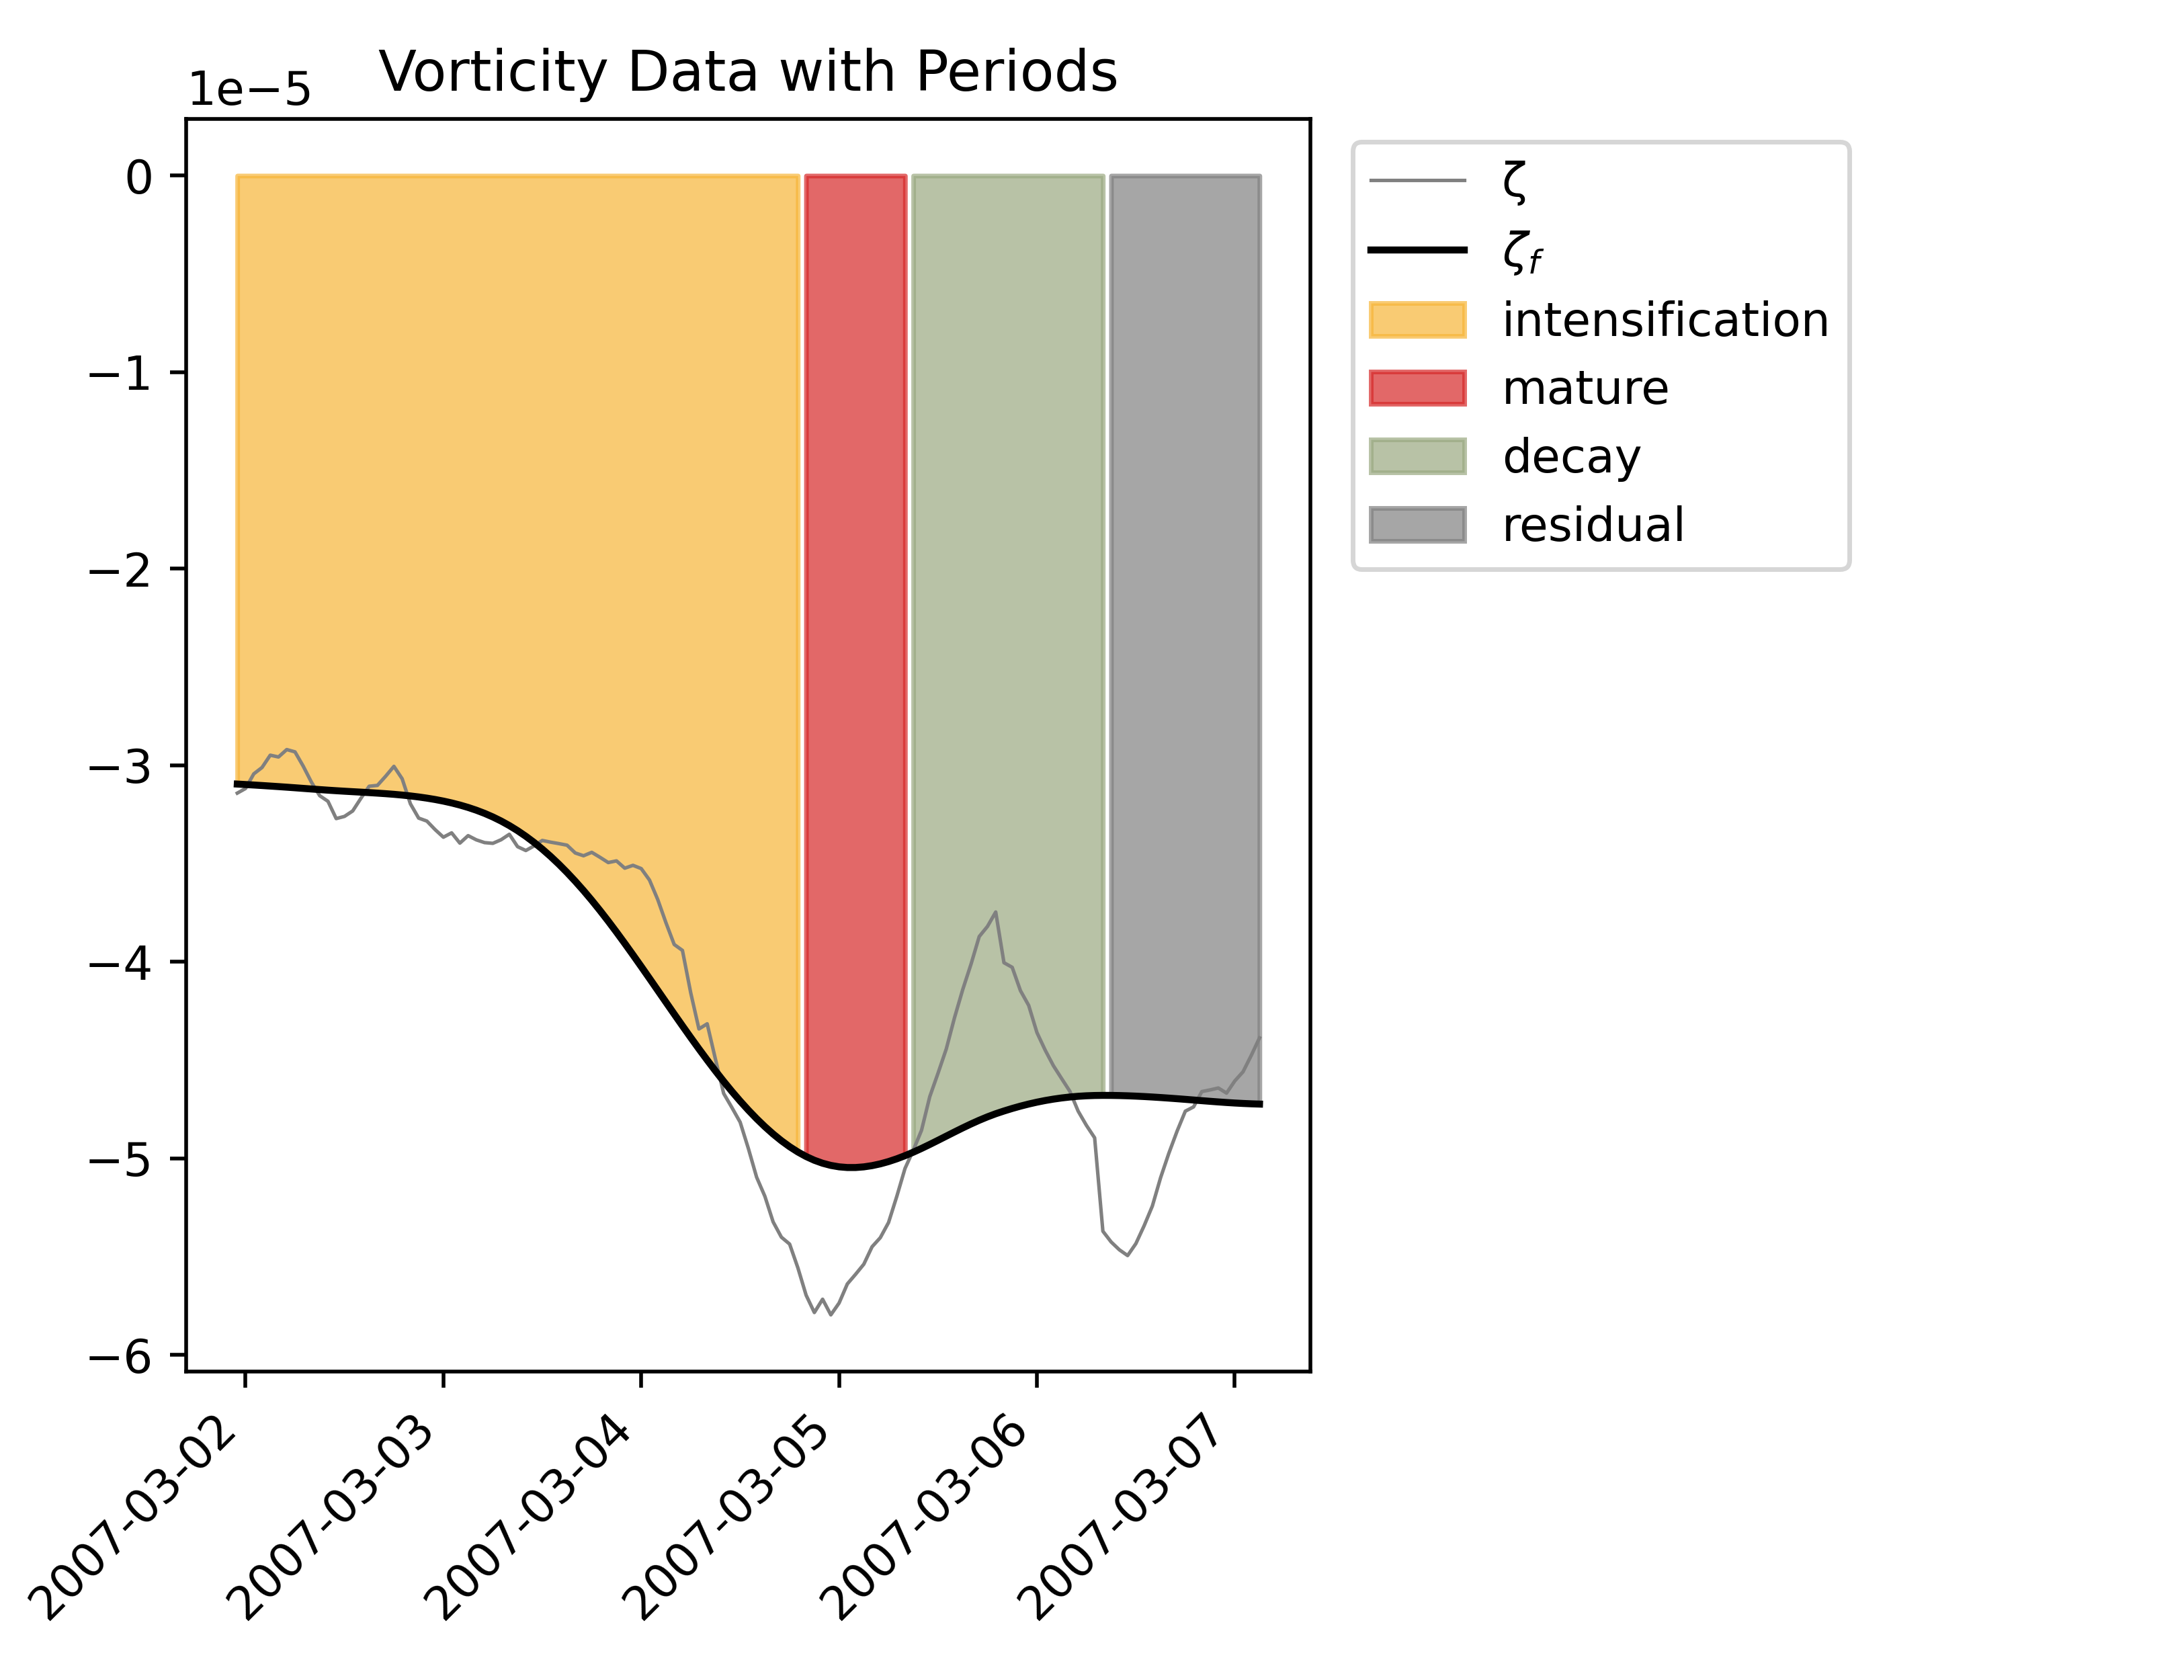 Vorticity Data with Periods
1e−5
0
−1
−2
−3
−4
−5
−6
2007-03-02
2007-03-03
2007-03-04
2007-03-05
2007-03-06
2007-03-07
ζ
ζf
intensification
mature
decay
residual